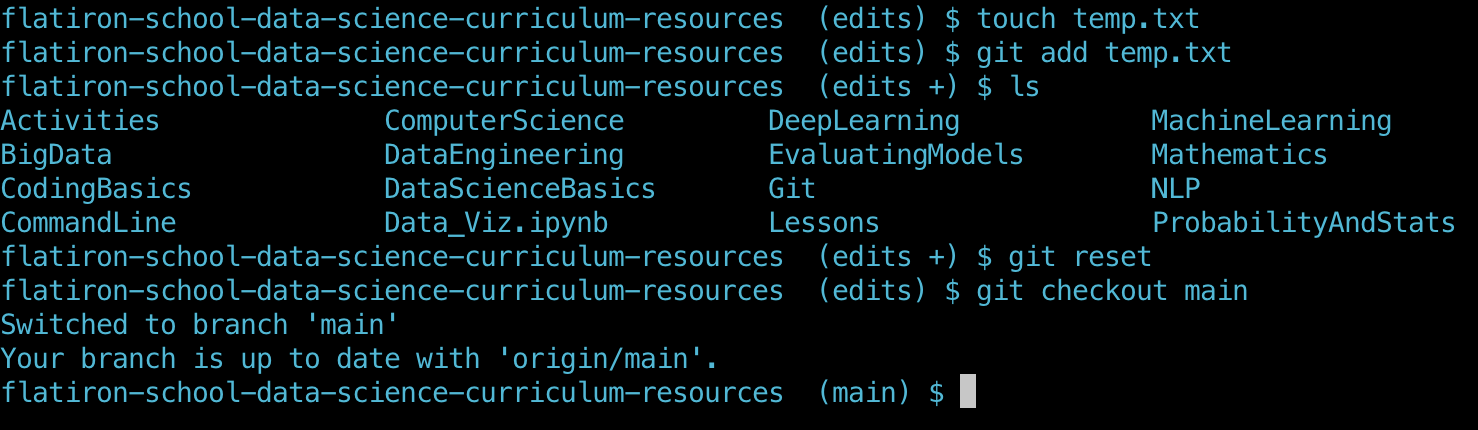 flatiron-school-data-science-curriculum-resources  (edits) $ touch temp.txt
flatiron-school-data-science-curriculum-resources  (edits) $ git add temp.txt
flatiron-school-data-science-curriculum-resources  (edits +) $ ls
Activities              ComputerScience         DeepLearning            MachineLearning
BigData                 DataEngineering         EvaluatingModels        Mathematics
CodingBasics            DataScienceBasics       Git                     NLP
CommandLine             Data_Viz.ipynb          Lessons                 ProbabilityAndStats
flatiron-school-data-science-curriculum-resources  (edits +) $ git reset
flatiron-school-data-science-curriculum-resources  (edits) $ git checkout main
Switched to branch 'main'
Your branch is up to date with 'origin/main'.
flatiron-school-data-science-curriculum-resources  (main) $